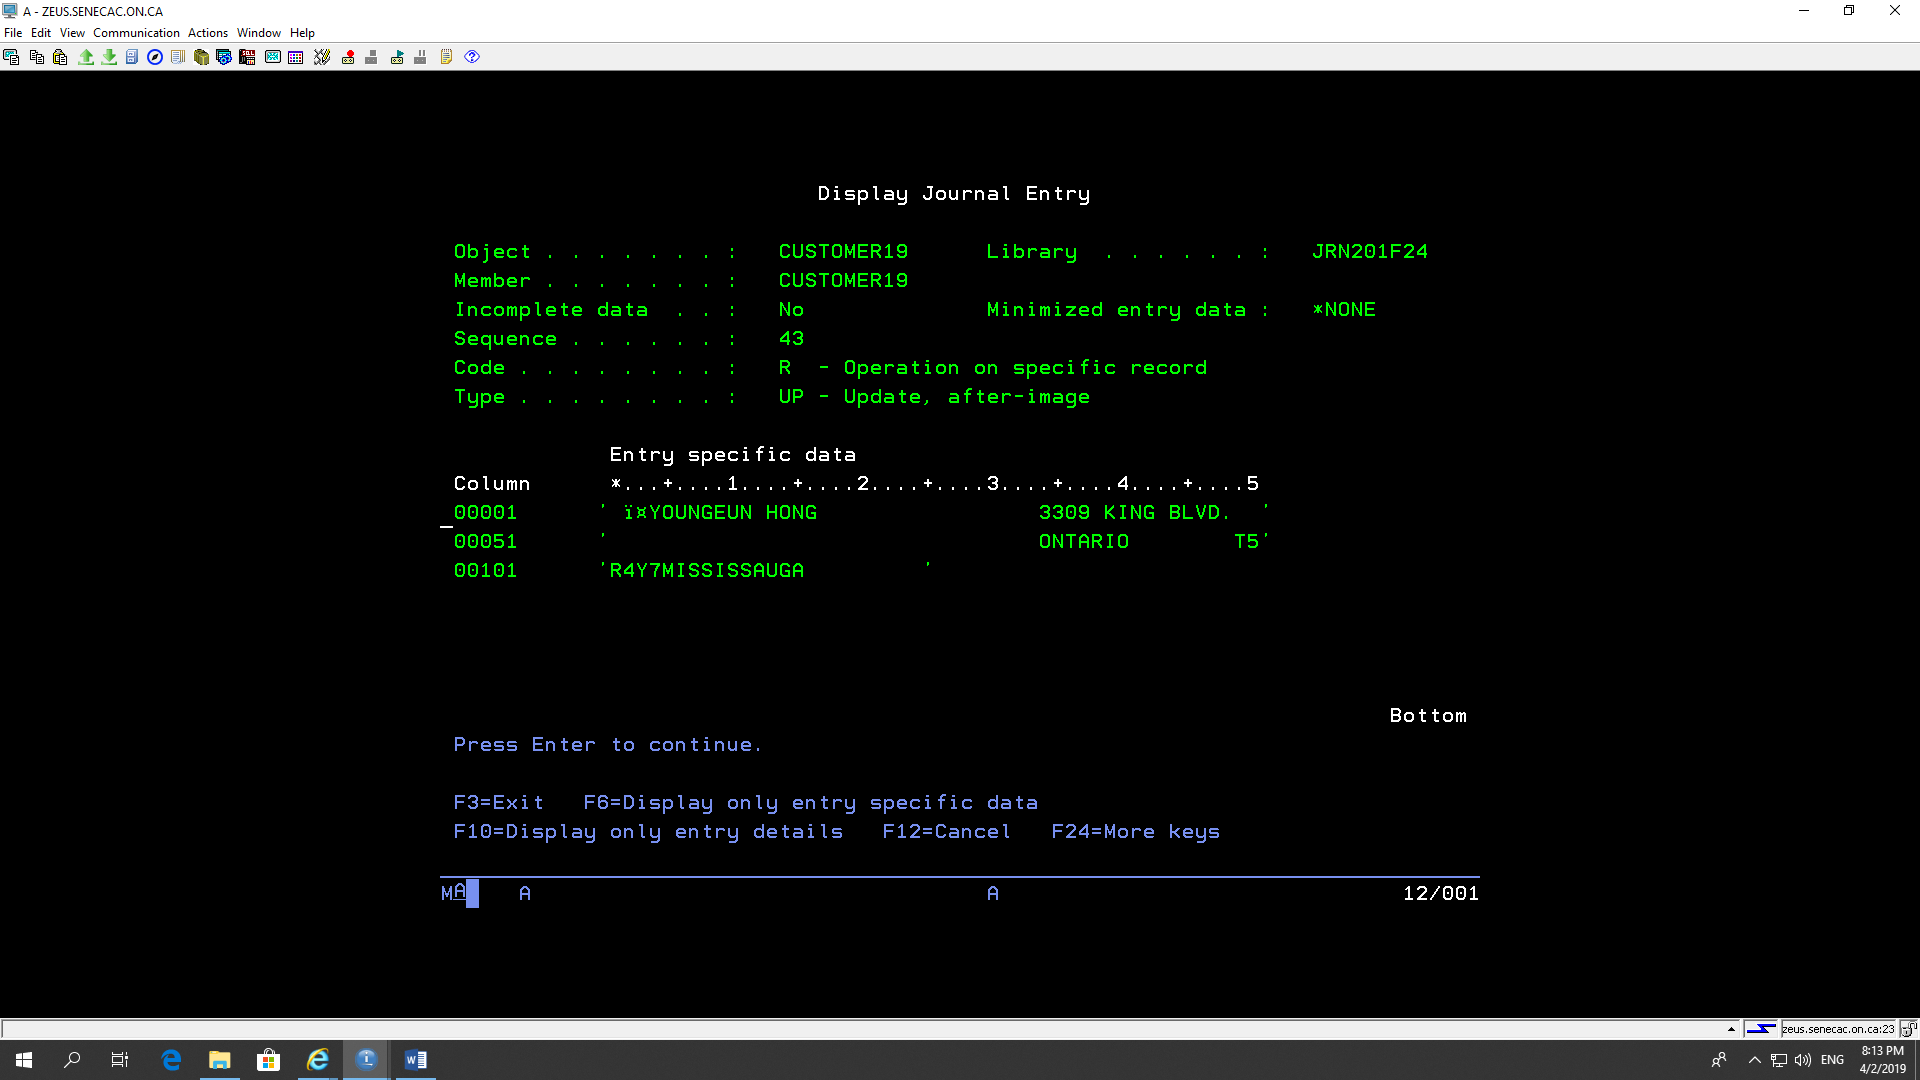 A - ZEUS.SENECAC.ON.CA
File Edit View Communication Actions Window Help
Display Journal Entry
Object . . . . . . . : CUSTOMER19 Library . . . . . . : JRN201F24
Member . . . . . . . : CUSTOMER19
Incomplete data . . : No Minimized entry data : *NONE
Sequence . . . . . . : 43
Code . . . . . . . . : R - Operation on specific record
Type . . . . . . . . : UP - Update, after-image
Entry specific data
Column *...+....1....+....2....+....3....+....4....+....5
00001 ' ï¤YOUNGEUN HONG 3309 KING BLVD. '
00051 ' ONTARIO T5'
00101 'R4Y7MISSISSAUGA '
Bottom
Press Enter to continue.
F3=Exit F6=Display only entry specific data
F10=Display only entry details F12=Cancel F24=More keys
MA A A 12/001
zeus.senecac.on.ca:23
ENG 8:13 PM
4/2/2019